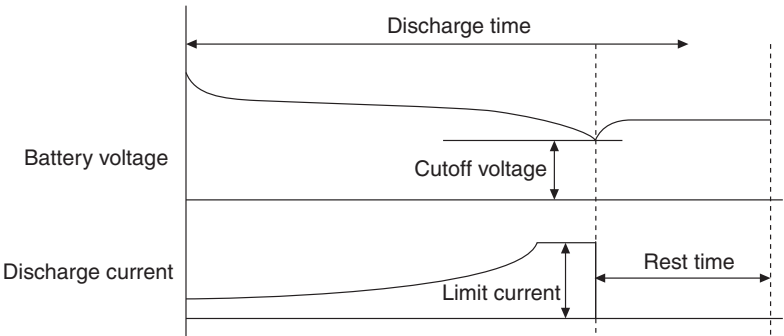 Discharge time
Battery voltage
Cutoff voltage
Discharge current
Rest time
Limit current